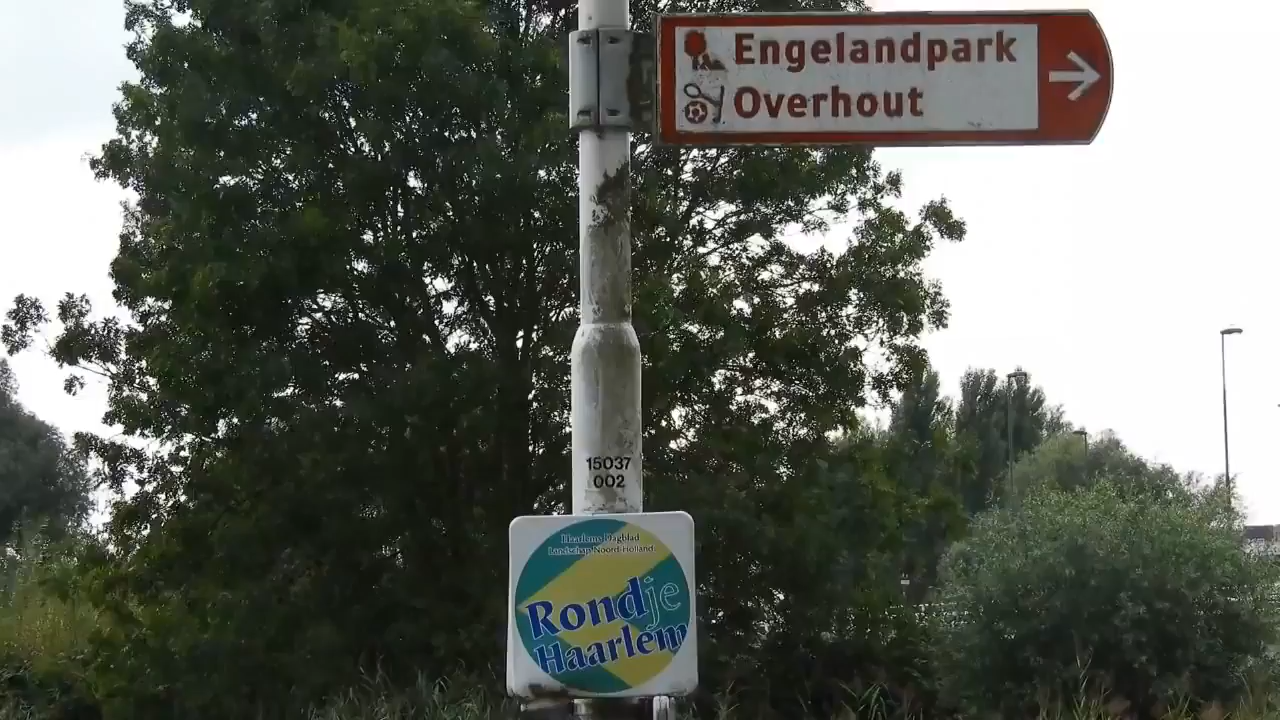 Engelandpark
Overhout
15037
002
Haarlems Dagblad
Landschap Noord-Holland
Rondje
Haarlem